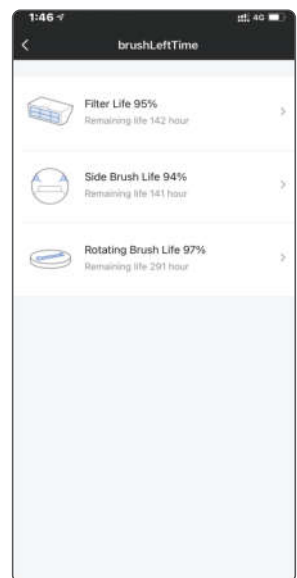 1:46
4G
brushLeftTime
Filter Life 95%
Remaining life 142 hour
Side Brush Life 94%
Remaining life 141 hour
Rotating Brush Life 97%
Remaining life 291 hour